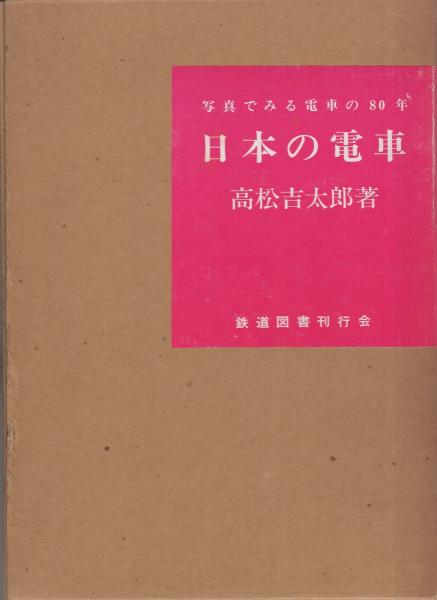 写真でみる電車の80年
日本の電車
高松吉太郎著
鉄道図書刊行会